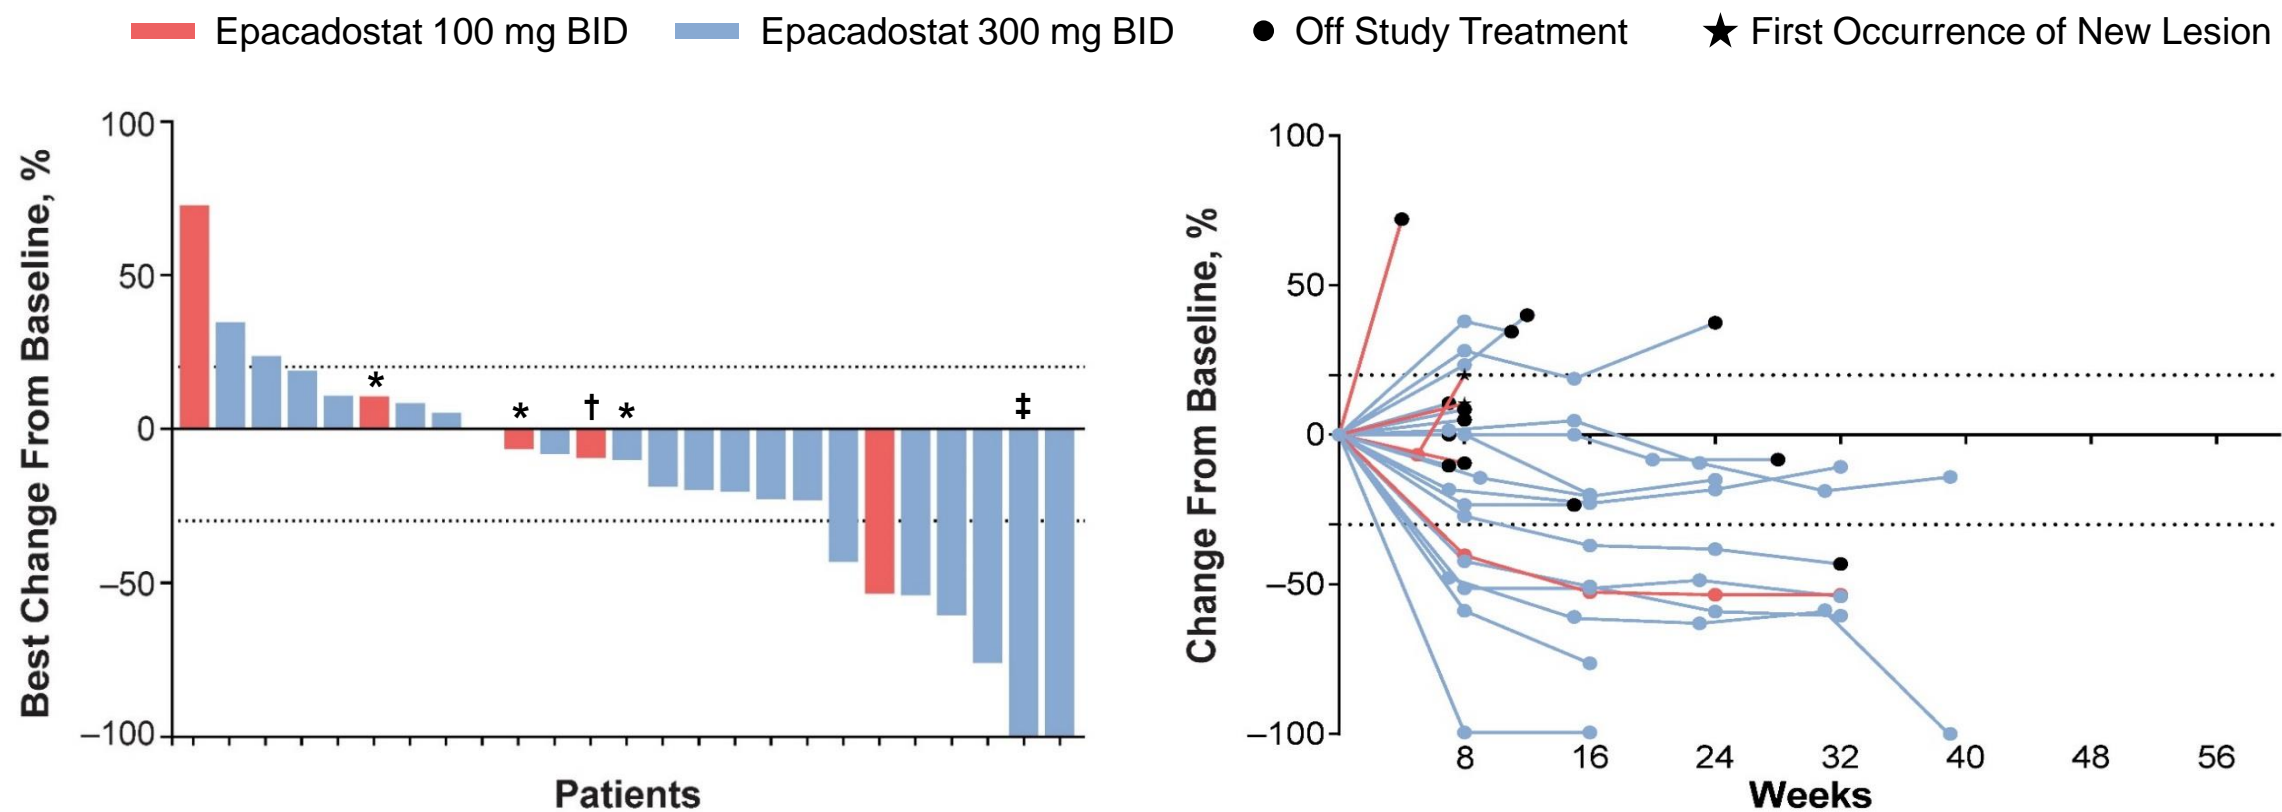 Epacadostat 100 mg BID Epacadostat 300 mg BID Off Study Treatment First Occurrence of New Lesion
Best Change From Baseline, %
100
50
0
–50
–100
*
*
†
*
‡
Patients
Change From Baseline, %
100
50
0
–50
–100
8 16 24 32 40 48 56
Weeks